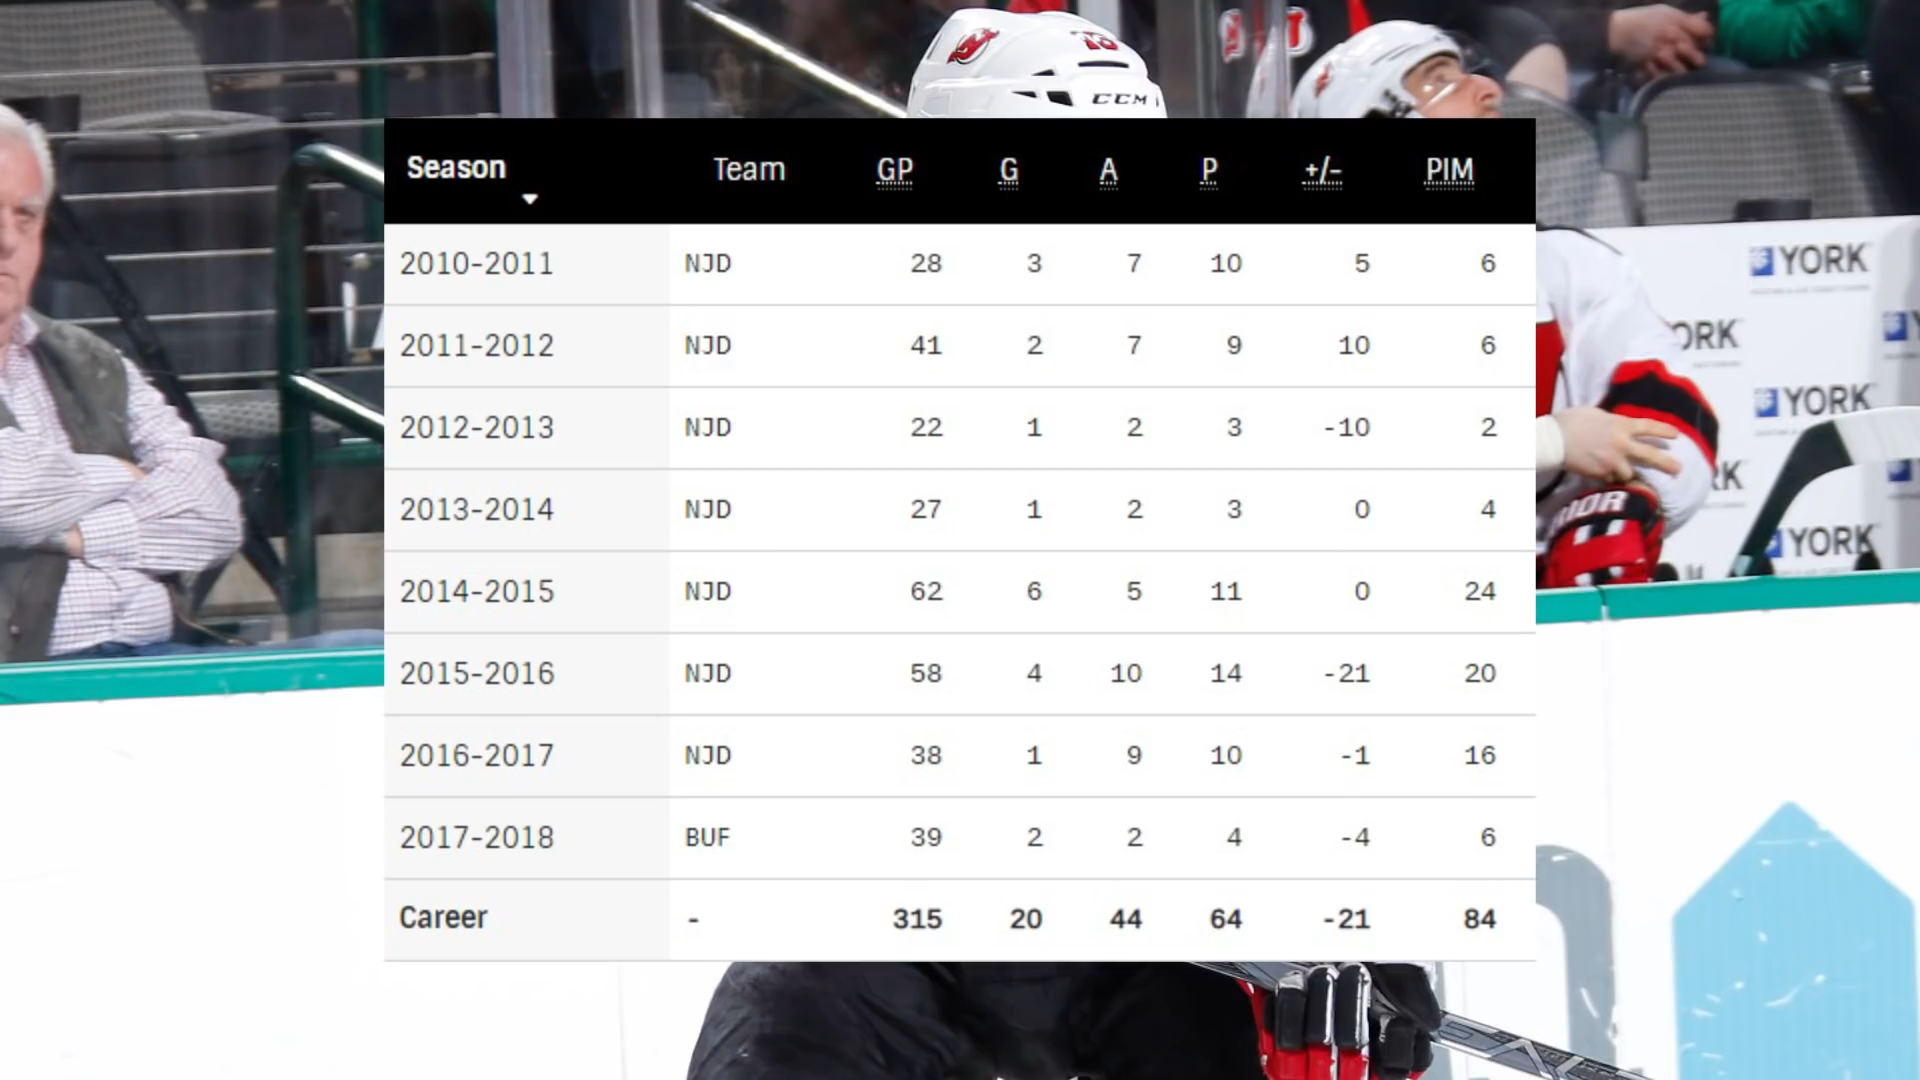 CCM
Season Team GP G A P +/- PIM
2010-2011 NJD 28 3 7 10 5 6
2011-2012 NJD 41 2 7 9 10 6
2012-2013 NJD 22 1 2 3 -10 2
2013-2014 NJD 27 1 2 3 0 4
2014-2015 NJD 62 6 5 11 0 24
2015-2016 NJD 58 4 10 14 -21 20
2016-2017 NJD 38 1 9 10 -1 16
2017-2018 BUF 39 2 2 4 -4 6
Career - 315 20 44 64 -21 84
YORK
ORK
YORK
RK
YORK